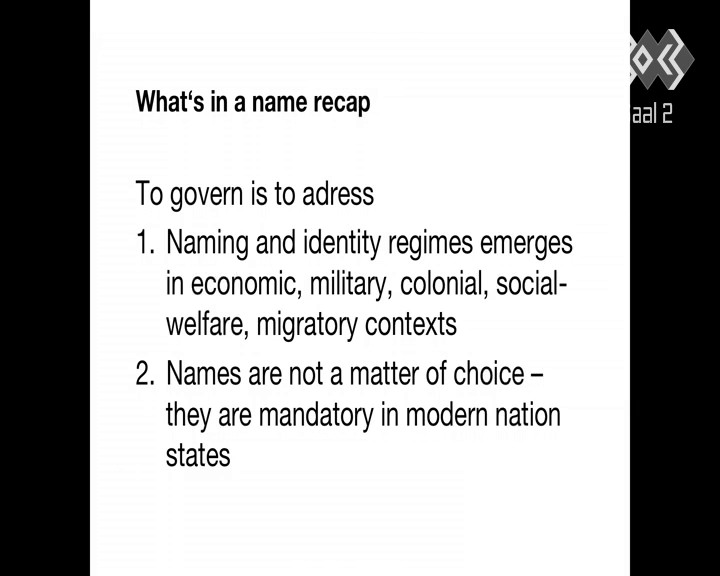 What‘s in a name recap
To govern is to adress
1. Naming and identity regimes emerges
in economic, military, colonial, social-
welfare, migratory contexts
2. Names are not a matter of choice –
they are mandatory in modern nation
states
aal 2